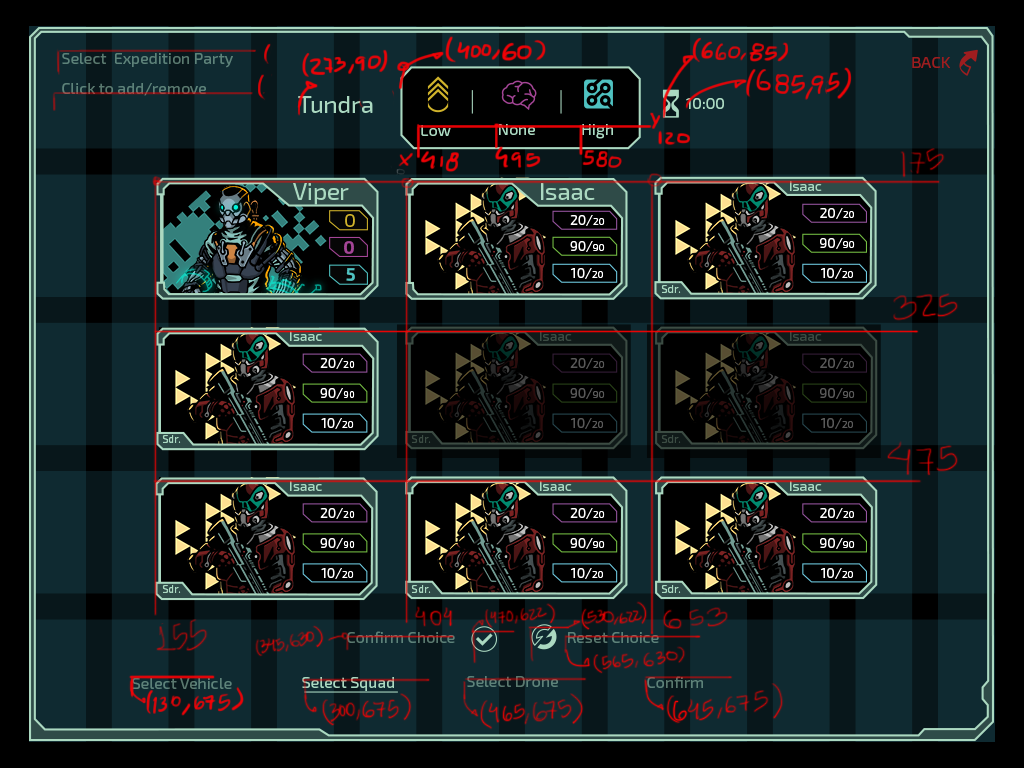 Select Expedition Party
Click to add/remove
(273,90)
(400,60)
(660,85)
(685,95)
BACK
Tundra
10:00
Low None High
y 120
x 418 495 580
175
Viper
0
0
5
Isaac
20/20
90/90
10/20
Isaac
20/20
90/90
10/20
Sdr.
325
Isaac
20/20
90/90
10/20
Sdr.
Isaac
20/20
90/90
10/20
Sdr.
Isaac
20/20
90/90
10/20
Sdr.
475
Isaac
20/20
90/90
10/20
Sdr.
Isaac
20/20
90/90
10/20
Sdr.
Isaac
20/20
90/90
10/20
Sdr.
155
404
(470,622)
(530,622)
653
(345,630)
Confirm Choice
Reset Choice
(565,630)
Select Vehicle
Select Squad
Select Drone
Confirm
(130,675)
(300,675)
(465,675)
(645,675)